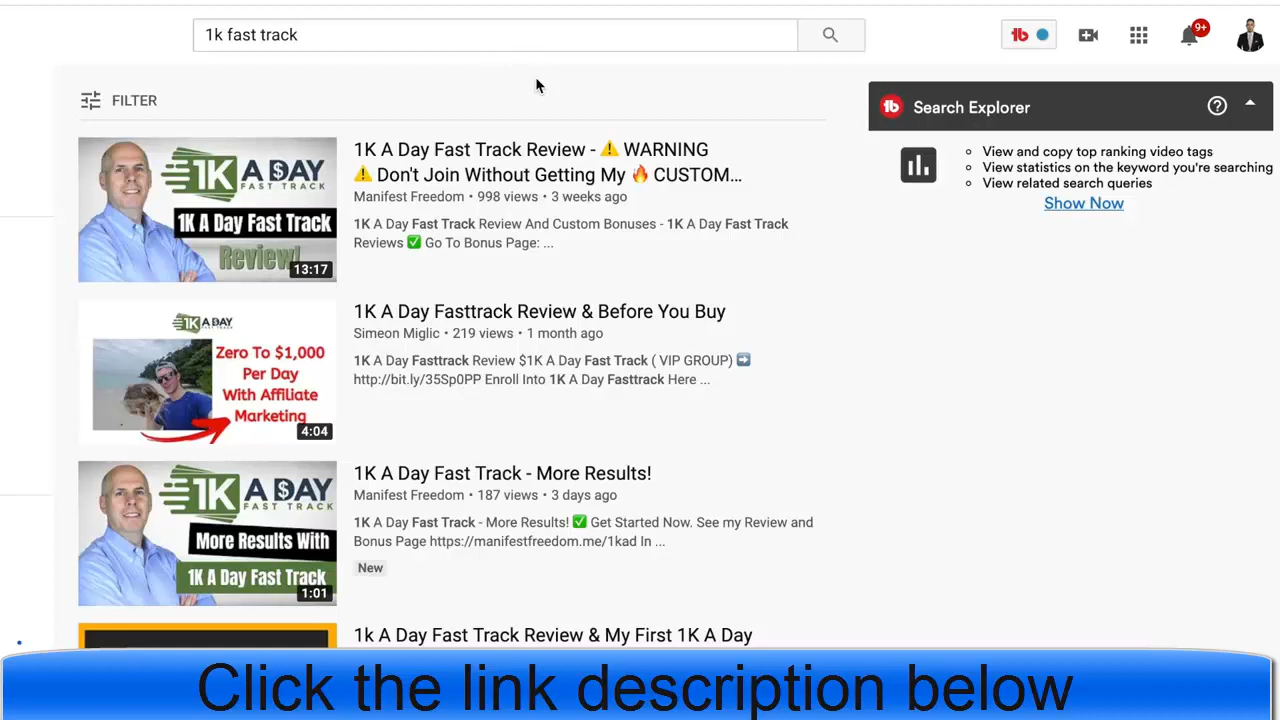 1k fast track
9+
FILTER
Search Explorer
View and copy top ranking video tags
View statistics on the keyword you're searching
View related search queries
Show Now
1K A DAY
FAST TRACK
1K A Day Fast Track
Review!
13:17
1K A Day Fast Track Review - ⚠️ WARNING
⚠️ Don't Join Without Getting My 🔥 CUSTOM...
Manifest Freedom • 998 views • 3 weeks ago
1K A Day Fast Track Review And Custom Bonuses - 1K A Day Fast Track
Reviews ✅ Go To Bonus Page: ...
1K A DAY
Zero To $1,000
Per Day
With Affiliate
Marketing
4:04
1K A Day Fasttrack Review & Before You Buy
Simeon Miglic • 219 views • 1 month ago
1K A Day Fasttrack Review $1K A Day Fast Track ( VIP GROUP) ➡️
http://bit.ly/35Sp0PP Enroll Into 1K A Day Fasttrack Here ...
1K A DAY
FAST TRACK
More Results With
1K A Day Fast Track
1:01
1K A Day Fast Track - More Results!
Manifest Freedom • 187 views • 3 days ago
1K A Day Fast Track - More Results! ✅ Get Started Now. See my Review and
Bonus Page https://manifestfreedom.me/1kad In ...
New
1k A Day Fast Track Review & My First 1K A Day
Click the link description below